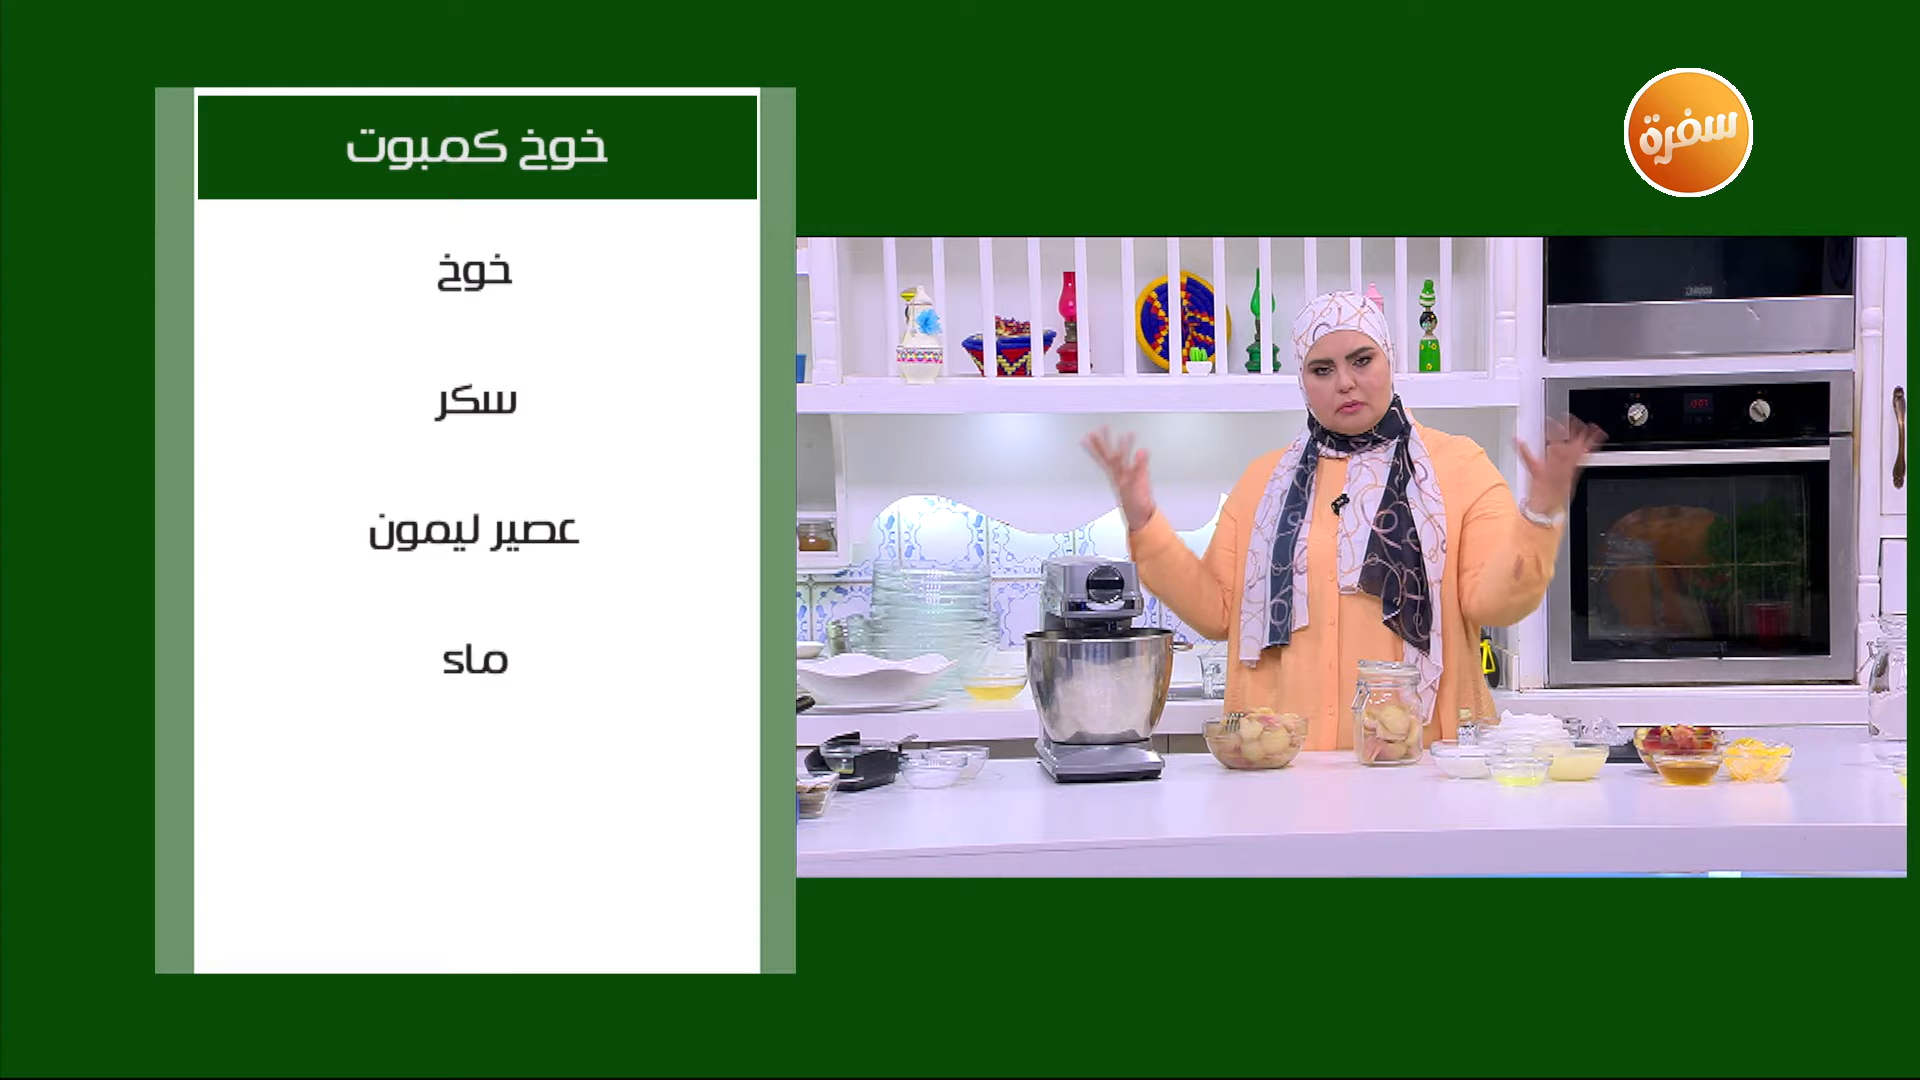 خوخ كمبوت
خوخ
سكر
عصير ليمون
ماء
سفرة